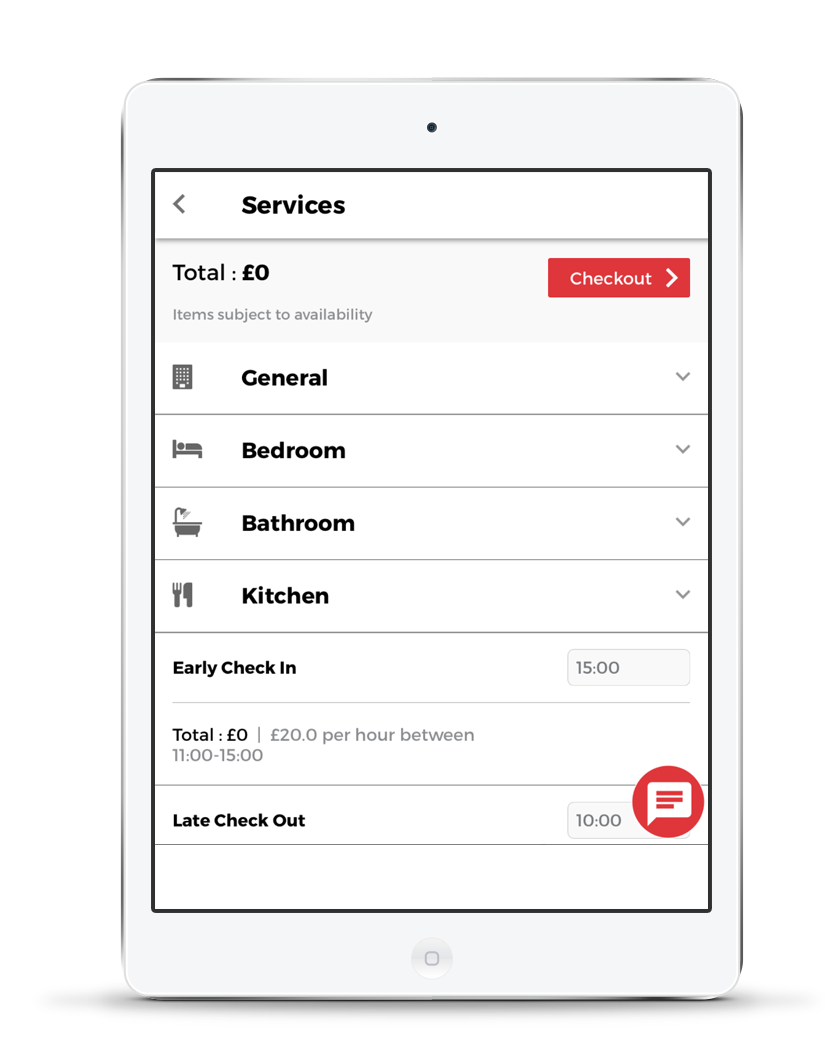 Services
Total : £0
Checkout
Items subject to availability
General
Bedroom
Bathroom
Kitchen
Early Check In
15:00
Total : £0 | £20.0 per hour between
11:00-15:00
Late Check Out
10:00